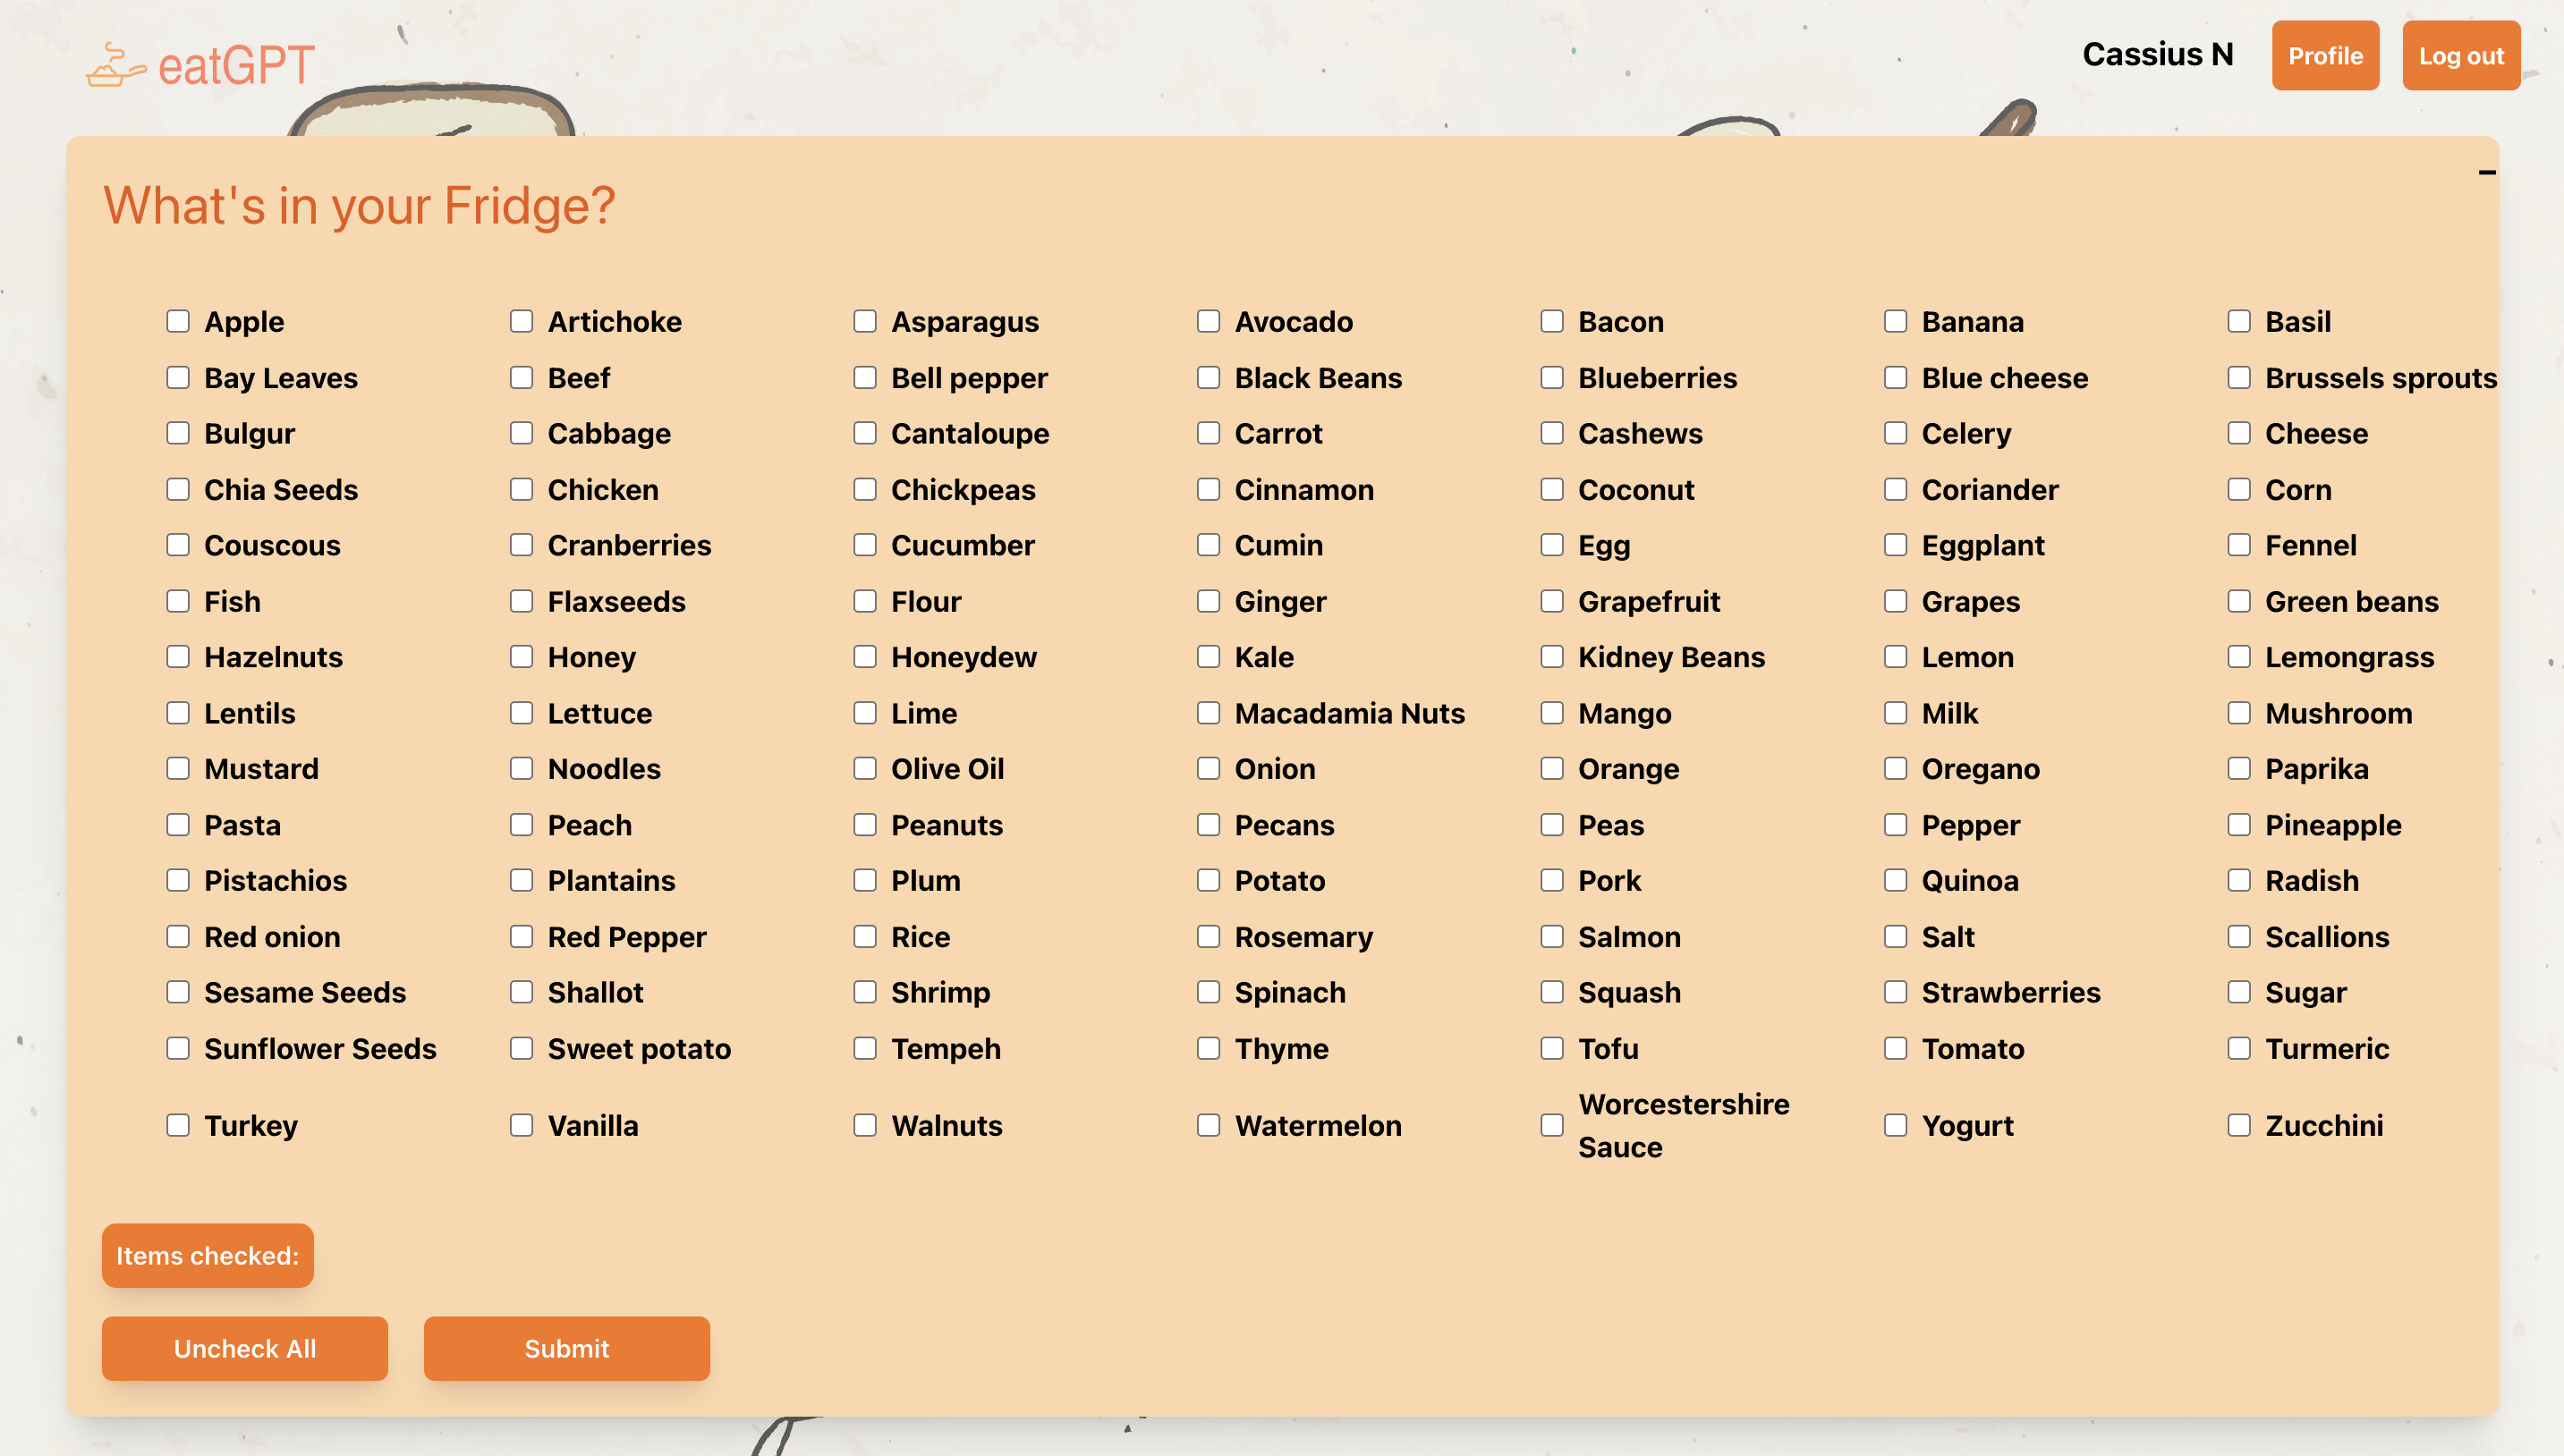 eatGPT
Cassius N
Profile
Log out
What's in your Fridge?
Apple Artichoke Asparagus Avocado Bacon Banana Basil
Bay Leaves Beef Bell pepper Black Beans Blueberries Blue cheese Brussels sprouts
Bulgur Cabbage Cantaloupe Carrot Cashews Celery Cheese
Chia Seeds Chicken Chickpeas Cinnamon Coconut Coriander Corn
Couscous Cranberries Cucumber Cumin Egg Eggplant Fennel
Fish Flaxseeds Flour Ginger Grapefruit Grapes Green beans
Hazelnuts Honey Honeydew Kale Kidney Beans Lemon Lemongrass
Lentils Lettuce Lime Macadamia Nuts Mango Milk Mushroom
Mustard Noodles Olive Oil Onion Orange Oregano Paprika
Pasta Peach Peanuts Pecans Peas Pepper Pineapple
Pistachios Plantains Plum Potato Pork Quinoa Radish
Red onion Red Pepper Rice Rosemary Salmon Salt Scallions
Sesame Seeds Shallot Shrimp Spinach Squash Strawberries Sugar
Sunflower Seeds Sweet potato Tempeh Thyme Tofu Tomato Turmeric
Turkey Vanilla Walnuts Watermelon Worcestershire Sauce Yogurt Zucchini
Items checked:
Uncheck All
Submit